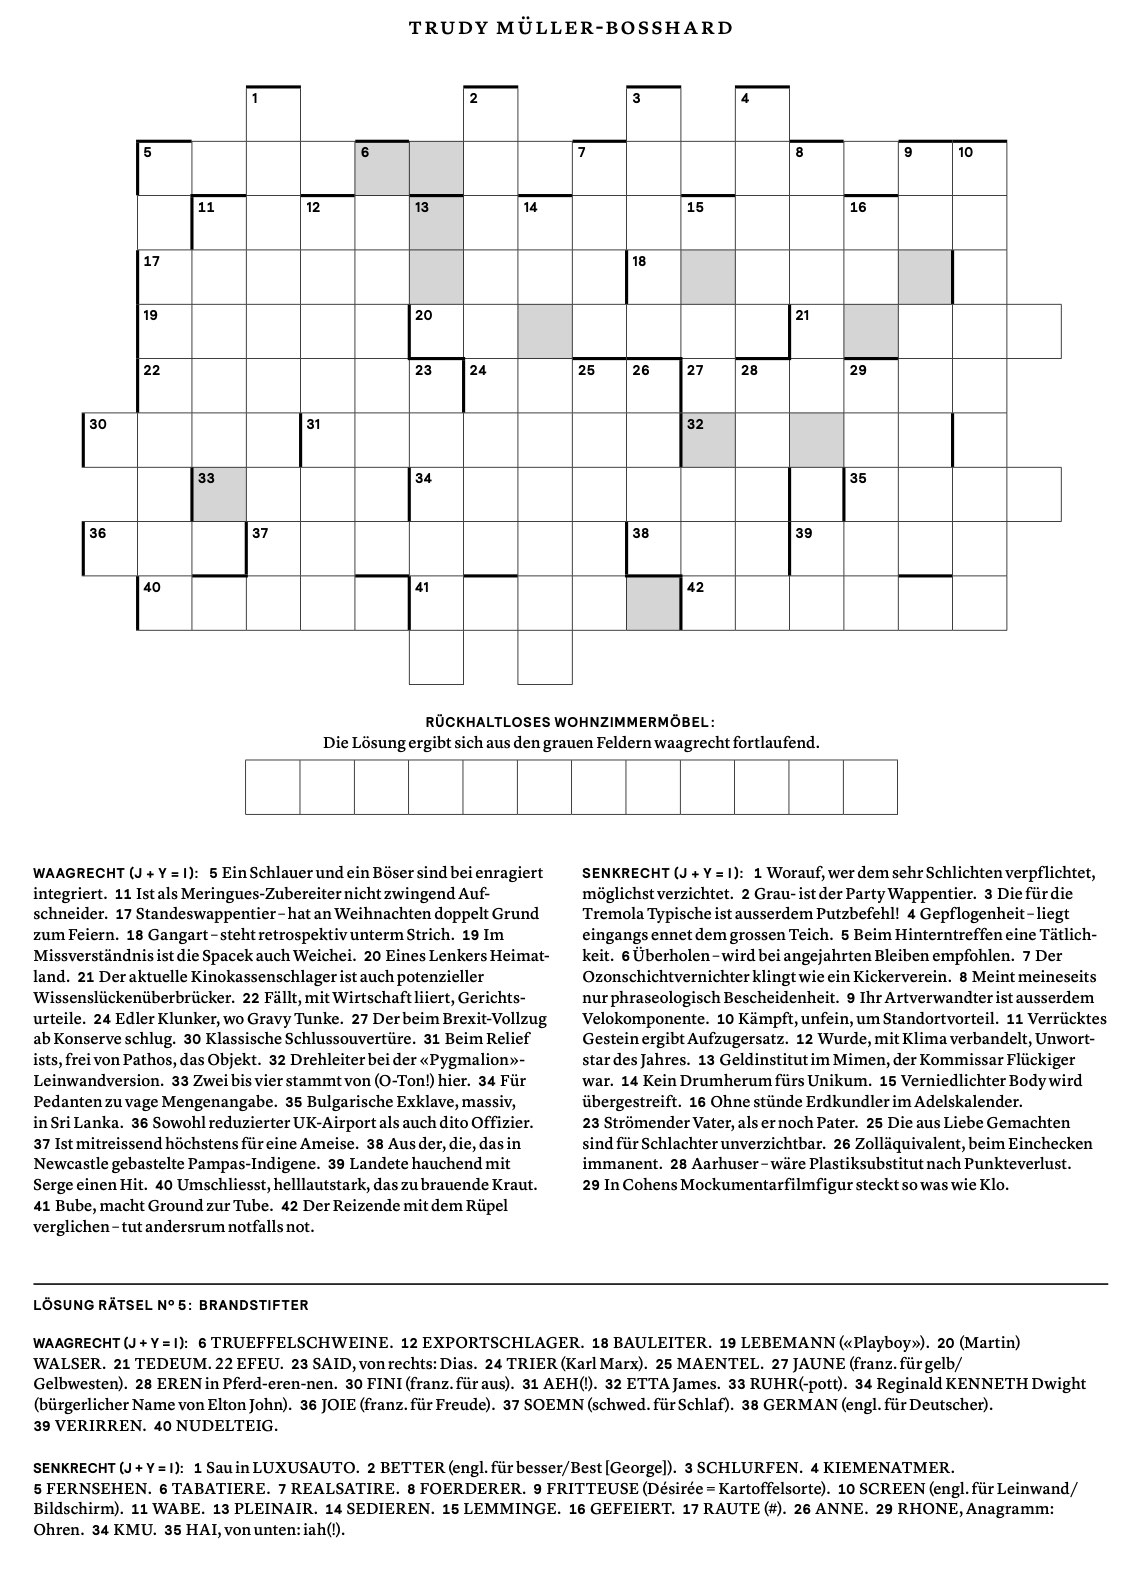 TRUDY MÜLLER-BOSSHARD
1 2 3 4
5 6 7 8 9 10
11 12 13 14 15 16
17 18
19 20 21
22 23 24 25 26 27 28 29
30 31 32
33 34 35
36 37 38 39
40 41 42
RÜCKHALTLOSES WOHNZIMMERMÖBEL:
Die Lösung ergibt sich aus den grauen Feldern waagrecht fortlaufend.
WAAGRECHT (J + Y = I): 5 Ein Schlauer und ein Böser sind bei enragiert
integriert. 11 Ist als Meringues-Zubereiter nicht zwingend Auf-
schneider. 17 Standeswappentier – hat an Weihnachten doppelt Grund
zum Feiern. 18 Gangart – steht retrospektiv unterm Strich. 19 Im
Missverständnis ist die Spacek auch Weichei. 20 Eines Lenkers Heimat-
land. 21 Der aktuelle Kinokassenschlager ist auch potenzieller
Wissenslückenüberbrücker. 22 Fällt, mit Wirtschaft liiert, Gerichts-
urteile. 24 Edler Klunker, wo Gravy Tunke. 27 Der beim Brexit-Vollzug
ab Konserve schlug. 30 Klassische Schlussouvertüre. 31 Beim Relief
ists, frei von Pathos, das Objekt. 32 Drehleiter bei der «Pygmalion»-
Leinwandversion. 33 Zwei bis vier stammt von (O-Ton!) hier. 34 Für
Pedanten zu vage Mengenangabe. 35 Bulgarische Exklave, massiv,
in Sri Lanka. 36 Sowohl reduzierter UK-Airport als auch dito Offizier.
37 Ist mitreissend höchstens für eine Ameise. 38 Aus der, die, das in
Newcastle gebastelte Pampas-Indigene. 39 Landete hauchend mit
Serge einen Hit. 40 Umschliesst, helllautstark, das zu brauende Kraut.
41 Bube, macht Ground zur Tube. 42 Der Reizende mit dem Rüpel
verglichen – tut andersrum notfalls not.
SENKRECHT (J + Y = I): 1 Worauf, wer dem sehr Schlichten verpflichtet,
möglichst verzichtet. 2 Grau- ist der Party Wappentier. 3 Die für die
Tremola Typische ist ausserdem Putzbefehl! 4 Gepflogenheit – liegt
eingangs ennet dem grossen Teich. 5 Beim Hinterntreffen eine Tätlich-
keit. 6 Überholen – wird bei angejahrten Bleiben empfohlen. 7 Der
Ozonschichtvernichter klingt wie ein Kickerverein. 8 Meint meineseits
nur phraseologisch Bescheidenheit. 9 Ihr Artverwandter ist ausserdem
Velokomponente. 10 Kämpft, unfein, um Standortvorteil. 11 Verrücktes
Gestein ergibt Aufzugersatz. 12 Wurde, mit Klima verbandelt, Unwort-
star des Jahres. 13 Geldinstitut im Mimen, der Kommissar Flückiger
war. 14 Kein Drumherum fürs Unikum. 15 Verniedlichter Body wird
übergestreift. 16 Ohne stünde Erdkundler im Adelskalender.
23 Strömender Vater, als er noch Pater. 25 Die aus Liebe Gemachten
sind für Schlachter unverzichtbar. 26 Zolläquivalent, beim Einchecken
immanent. 28 Aarhuser – wäre Plastiksubstitut nach Punkteverlust.
29 In Cohens Mockumentarfilmfigur steckt so was wie Klo.
LÖSUNG RÄTSEL Nº 5: BRANDSTIFTER
WAAGRECHT (J + Y = I): 6 TRUEFFELSCHWEINE. 12 EXPORTSCHLAGER. 18 BAULEITER. 19 LEBEMANN («Playboy»). 20 (Martin)
WALSER. 21 TEDEUM. 22 EFEU. 23 SAID, von rechts: Dias. 24 TRIER (Karl Marx). 25 MAENTEL. 27 JAUNE (franz. für gelb/
Gelbwesten). 28 EREN in Pferd-eren-nen. 30 FINI (franz. für aus). 31 AEH(!). 32 ETTA James. 33 RUHR(-pott). 34 Reginald KENNETH Dwight
(bürgerlicher Name von Elton John). 36 JOIE (franz. für Freude). 37 SOEMN (schwed. für Schlaf). 38 GERMAN (engl. für Deutscher).
39 VERIRREN. 40 NUDELTEIG.
SENKRECHT (J + Y = I): 1 Sau in LUXUSAUTO. 2 BETTER (engl. für besser/Best [George]). 3 SCHLURFEN. 4 KIEMENATMER.
5 FERNSEHEN. 6 TABATIERE. 7 REALSATIRE. 8 FOERDERER. 9 FRITTEUSE (Désirée = Kartoffelsorte). 10 SCREEN (engl. für Leinwand/
Bildschirm). 11 WABE. 13 PLEINAIR. 14 SEDIEREN. 15 LEMMINGE. 16 GEFEIERT. 17 RAUTE (#). 26 ANNE. 29 RHONE, Anagramm:
Ohren. 34 KMU. 35 HAI, von unten: iah(!).